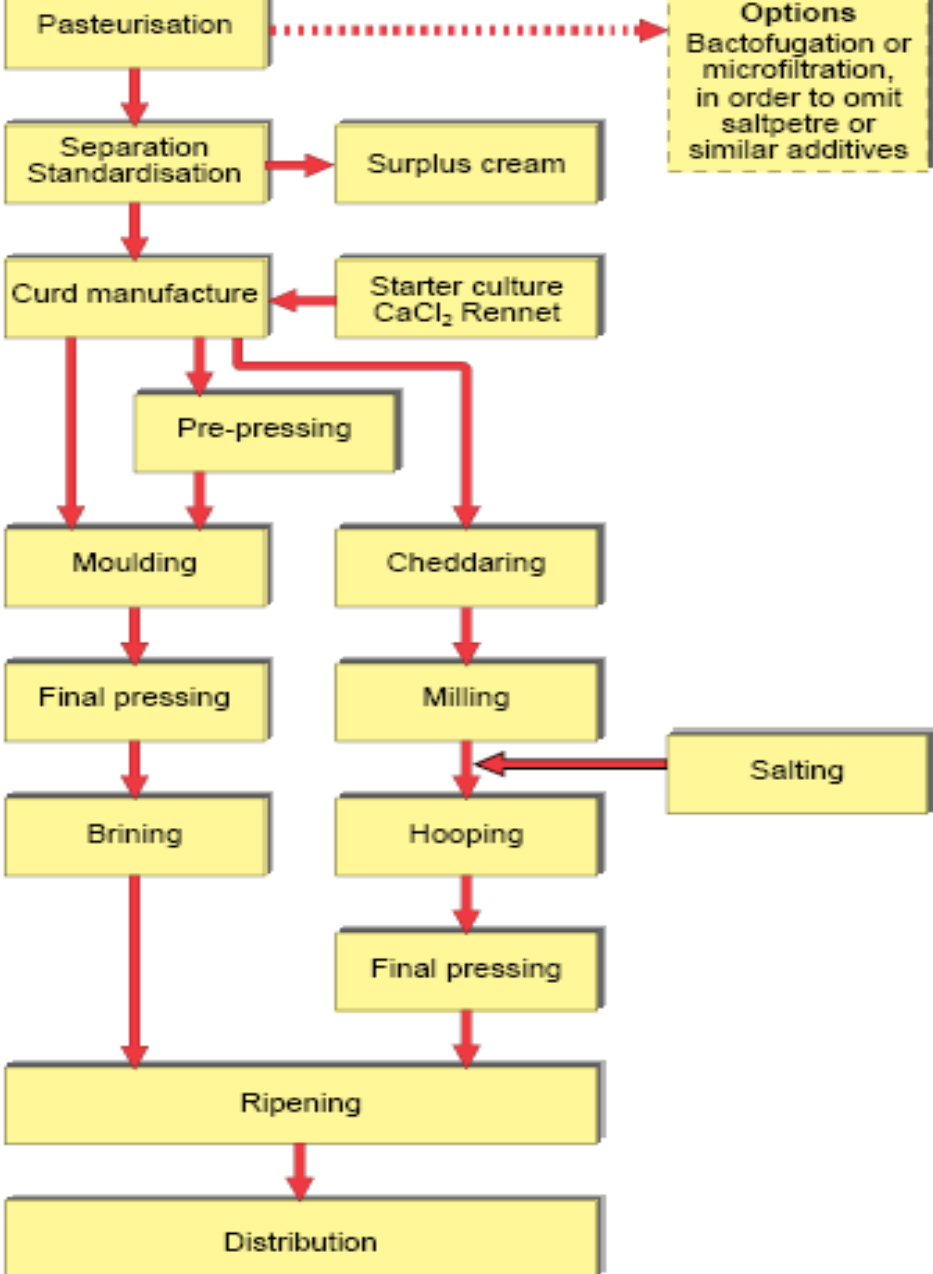 Pasteurisation
Options
Bactofugation or
microfiltration,
in order to omit
saltpetre or
similar additives
Separation
Standardisation
Surplus cream
Curd manufacture
Starter culture
CaCl₂ Rennet
Pre-pressing
Moulding
Cheddaring
Final pressing
Milling
Salting
Brining
Hooping
Final pressing
Ripening
Distribution